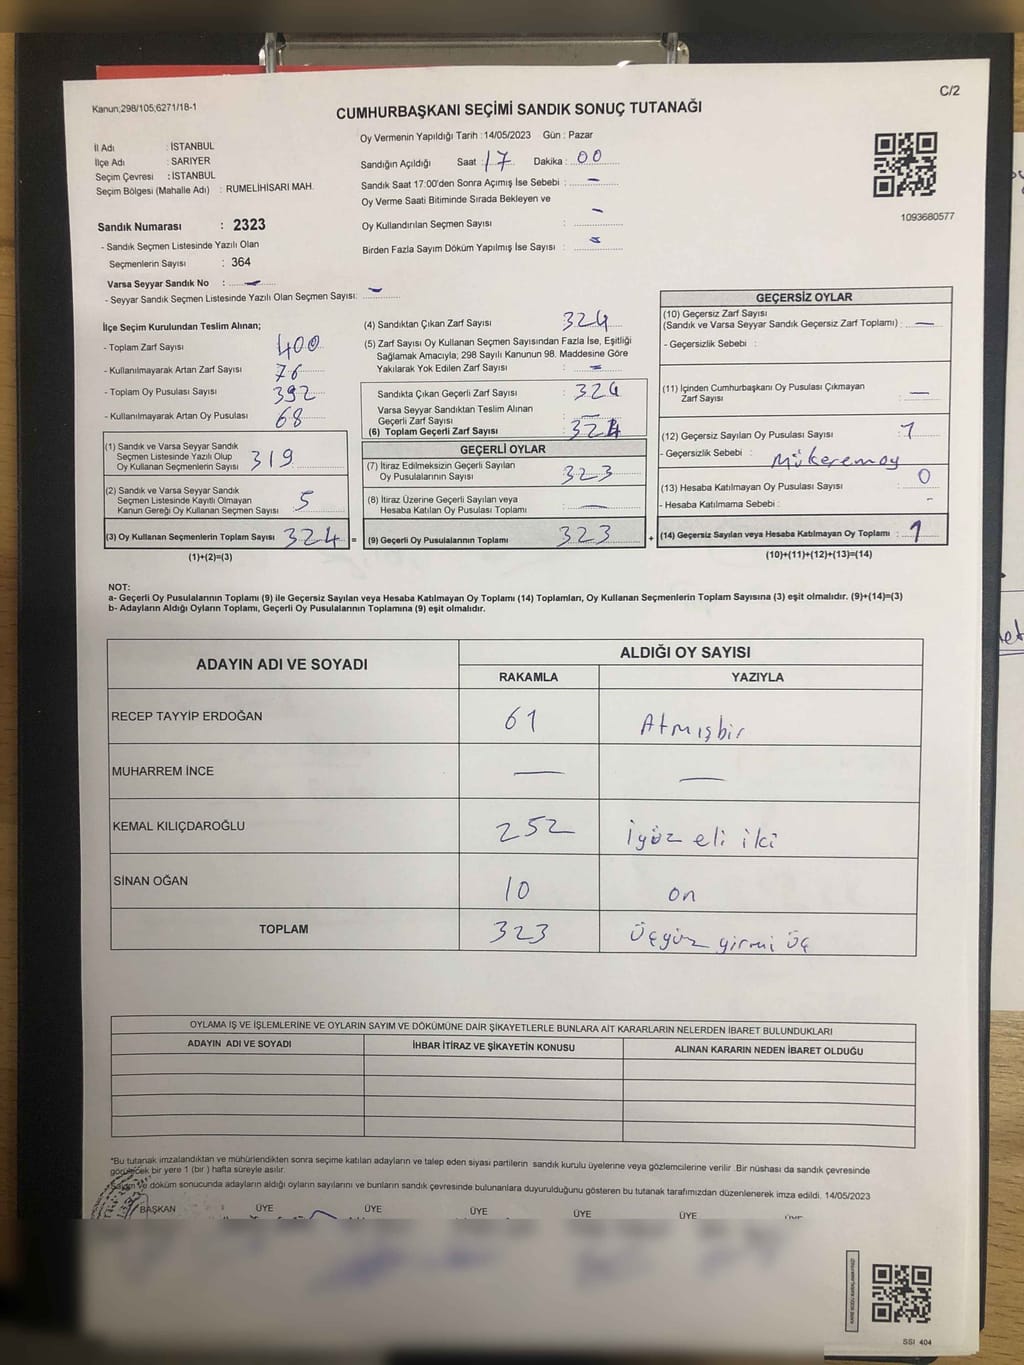 C/2
Kanun;298/105;6271/18-1
CUMHURBAŞKANI SEÇİMİ SANDIK SONUÇ TUTANAĞI
Oy Vermenin Yapıldığı Tarih : 14/05/2023 Gün : Pazar
İl Adı : İSTANBUL
İlçe Adı : SARIYER
Seçim Çevresi : İSTANBUL
Seçim Bölgesi (Mahalle Adı) : RUMELİHİSARI MAH.
Sandığın Açıldığı Saat : 17 Dakika : 00
Sandık Saat 17:00'den Sonra Açımış İse Sebebi : —
Oy Verme Saati Bitiminde Sırada Bekleyen ve
Oy Kullandırılan Seçmen Sayısı : —
Birden Fazla Sayım Döküm Yapılmış İse Sayısı : —
1093680577
Sandık Numarası : 2323
- Sandık Seçmen Listesinde Yazılı Olan
Seçmenlerin Sayısı : 364
Varsa Seyyar Sandık No : —
- Seyyar Sandık Seçmen Listesinde Yazılı Olan Seçmen Sayısı: —
İlçe Seçim Kurulundan Teslim Alınan;
- Toplam Zarf Sayısı : 400
- Kullanılmayarak Artan Zarf Sayısı : 76
- Toplam Oy Pusulası Sayısı : 392
- Kullanılmayarak Artan Oy Pusulası : 68
(1) Sandık ve Varsa Seyyar Sandık
Seçmen Listesinde Yazılı Olup
Oy Kullanan Seçmenlerin Sayısı : 319
(2) Sandık ve Varsa Seyyar Sandık
Seçmen Listesinde Kayıtlı Olmayan
Kanun Gereği Oy Kullanan Seçmen Sayısı : 5
(3) Oy Kullanan Seçmenlerin Toplam Sayısı : 324 =
(1)+(2)=(3)
(4) Sandıktan Çıkan Zarf Sayısı : 324
(5) Zarf Sayısı Oy Kullanan Seçmen Sayısından Fazla İse, Eşitliği
Sağlamak Amacıyla; 298 Sayılı Kanunun 98. Maddesine Göre
Yakılarak Yok Edilen Zarf Sayısı : —
Sandıkta Çıkan Geçerli Zarf Sayısı : 324
Varsa Seyyar Sandıktan Teslim Alınan
Geçerli Zarf Sayısı : —
(6) Toplam Geçerli Zarf Sayısı : 324
GEÇERLİ OYLAR
(7) İtiraz Edilmeksizin Geçerli Sayılan
Oy Pusulalarının Sayısı : 323
(8) İtiraz Üzerine Geçerli Sayılan veya
Hesaba Katılan Oy Pusulası Toplamı : —
(9) Geçerli Oy Pusulalarının Toplamı : 323 +
GEÇERSİZ OYLAR
(10) Geçersiz Zarf Sayısı
(Sandık ve Varsa Seyyar Sandık Geçersiz Zarf Toplamı) : —
- Geçersizlik Sebebi :
(11) İçinden Cumhurbaşkanı Oy Pusulası Çıkmayan
Zarf Sayısı : —
(12) Geçersiz Sayılan Oy Pusulası Sayısı : 1
- Geçersizlik Sebebi : Mükeremoy
(13) Hesaba Katılmayan Oy Pusulası Sayısı : 0
- Hesaba Katılmama Sebebi : -
(14) Geçersiz Sayılan veya Hesaba Katılmayan Oy Toplamı : 1
(10)+(11)+(12)+(13)=(14)
NOT:
a- Geçerli Oy Pusulalarının Toplamı (9) ile Geçersiz Sayılan veya Hesaba Katılmayan Oy Toplamı (14) Toplamları, Oy Kullanan Seçmenlerin Toplam Sayısına (3) eşit olmalıdır. (9)+(14)=(3)
b- Adayların Aldığı Oyların Toplamı, Geçerli Oy Pusulalarının Toplamına (9) eşit olmalıdır.
ADAYIN ADI VE SOYADI
ALDIĞI OY SAYISI
RAKAMLA YAZIYLA
RECEP TAYYİP ERDOĞAN 61 Atmışbir
MUHARREM İNCE — —
KEMAL KILIÇDAROĞLU 252 İyüz eli iki
SİNAN OĞAN 10 on
TOPLAM 323 Üçyüz yirmi üç
OYLAMA İŞ VE İŞLEMLERİNE VE OYLARIN SAYIM VE DÖKÜMÜNE DAİR ŞİKAYETLERLE BUNLARA AİT KARARLARIN NELERDEN İBARET BULUNDUKLARI
ADAYIN ADI VE SOYADI İHBAR İTİRAZ VE ŞİKAYETİN KONUSU ALINAN KARARIN NEDEN İBARET OLDUĞU
*Bu tutanak imzalandıktan ve mühürlendikten sonra seçime katılan adayların ve talep eden siyasi partilerin sandık kurulu üyelerine veya gözlemcilerine verilir. Bir nüshası da sandık çevresinde
görülecek bir yere 1 (bir) hafta süreyle asılır.
Sayım ve döküm sonucunda adayların aldığı oyların sayılarını ve bunların sandık çevresinde bulunanlara duyurulduğunu gösteren bu tutanak tarafımızdan düzenlenerek imza edildi. 14/05/2023
BAŞKAN ÜYE ÜYE ÜYE ÜYE ÜYE ÜYE
SSI 404